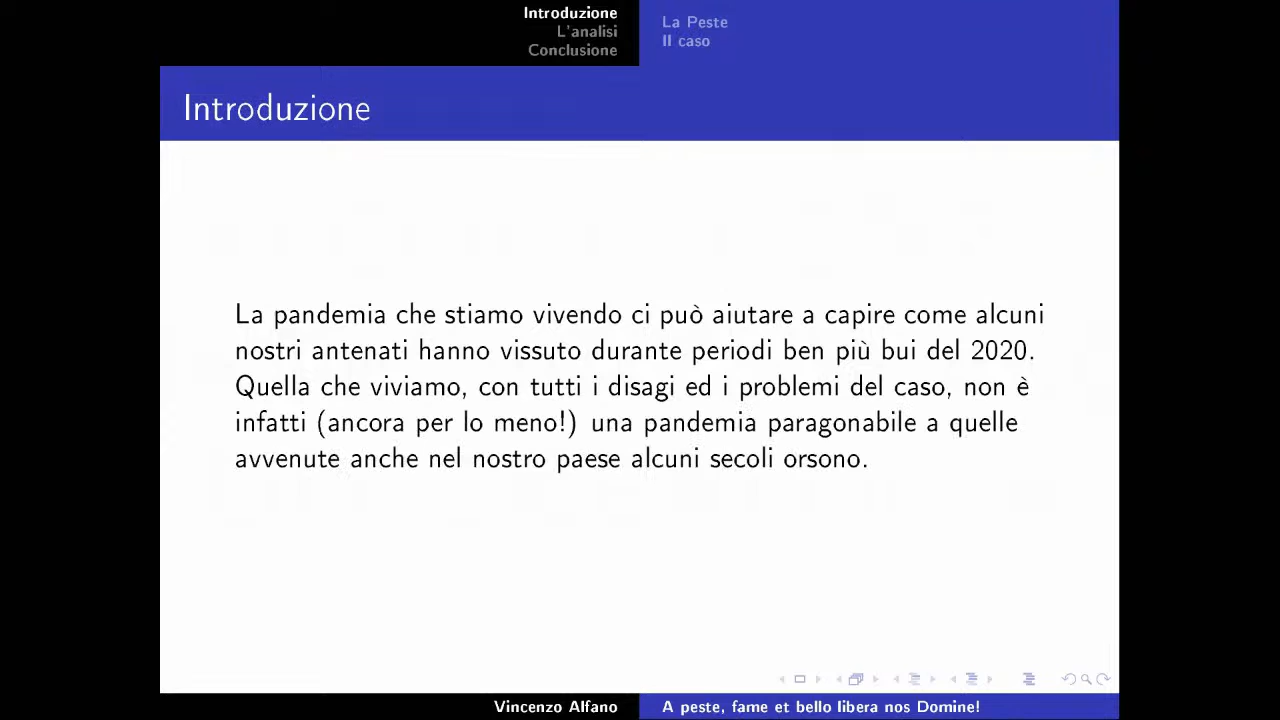 Introduzione
L'analisi
Conclusione
La Peste
Il caso
Introduzione
La pandemia che stiamo vivendo ci può aiutare a capire come alcuni
nostri antenati hanno vissuto durante periodi ben più bui del 2020.
Quella che viviamo, con tutti i disagi ed i problemi del caso, non è
infatti (ancora per lo meno!) una pandemia paragonabile a quelle
avvenute anche nel nostro paese alcuni secoli orsono.
Vincenzo Alfano
A peste, fame et bello libera nos Domine!